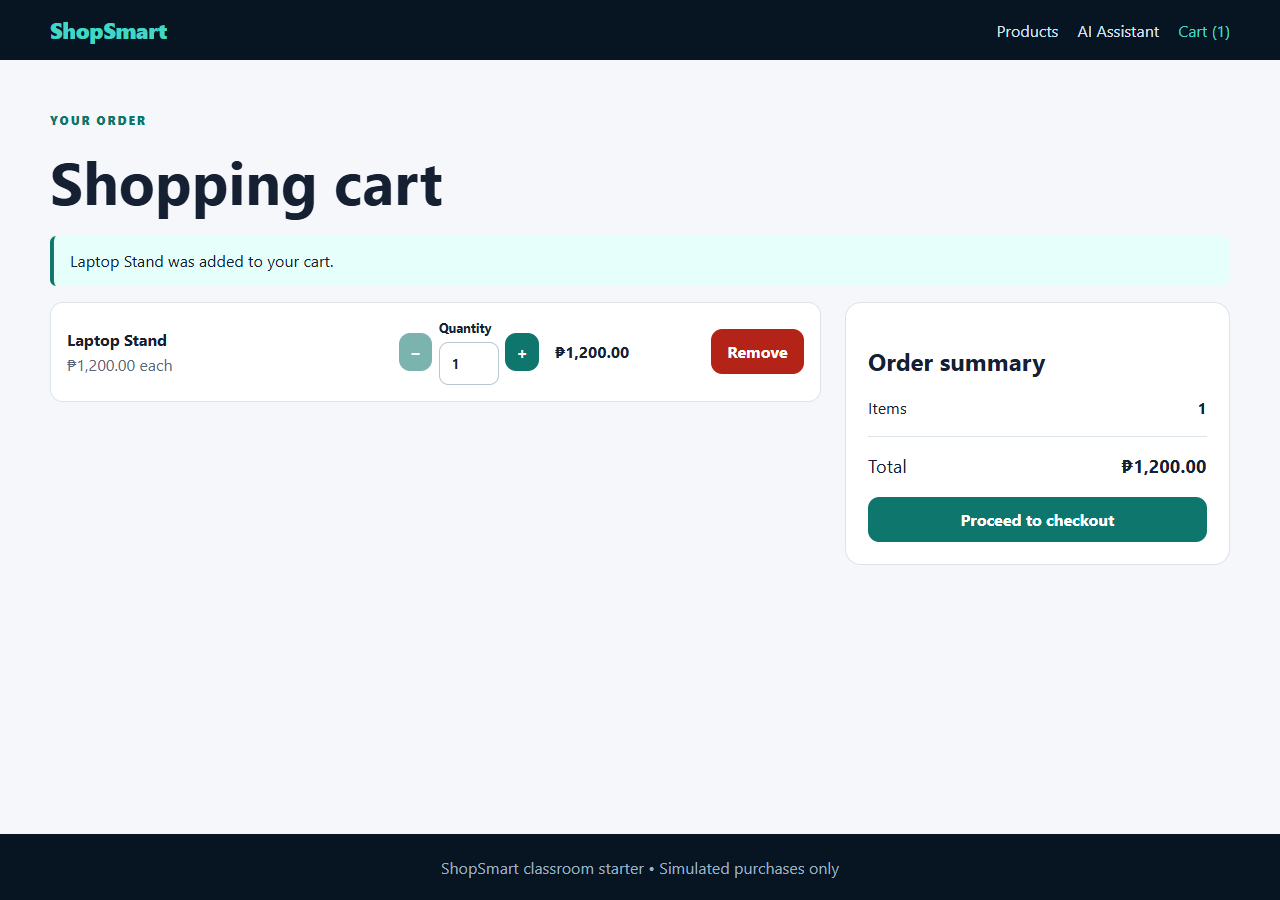 ShopSmart
Products AI Assistant Cart (1)
YOUR ORDER
Shopping cart
Laptop Stand was added to your cart.
Laptop Stand
₱1,200.00 each
−
Quantity
1
+
₱1,200.00
Remove
Order summary
Items 1
Total ₱1,200.00
Proceed to checkout
ShopSmart classroom starter • Simulated purchases only